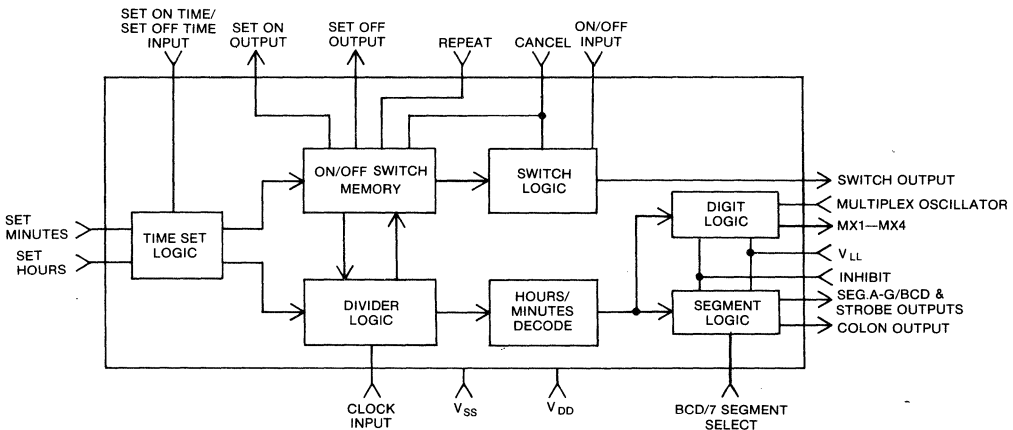 SET ON TIME/
SET OFF TIME
INPUT
SET ON
OUTPUT
SET OFF
OUTPUT
REPEAT
CANCEL
ON/OFF
INPUT
ON/OFF SWITCH
MEMORY
SWITCH
LOGIC
SWITCH OUTPUT
DIGIT
LOGIC
MULTIPLEX OSCILLATOR
MX1—MX4
SET
MINUTES
SET
HOURS
TIME SET
LOGIC
VLL
INHIBIT
DIVIDER
LOGIC
HOURS/
MINUTES
DECODE
SEGMENT
LOGIC
SEG.A-G/BCD &
STROBE OUTPUTS
COLON OUTPUT
CLOCK
INPUT
VSS
VDD
BCD/7 SEGMENT
SELECT